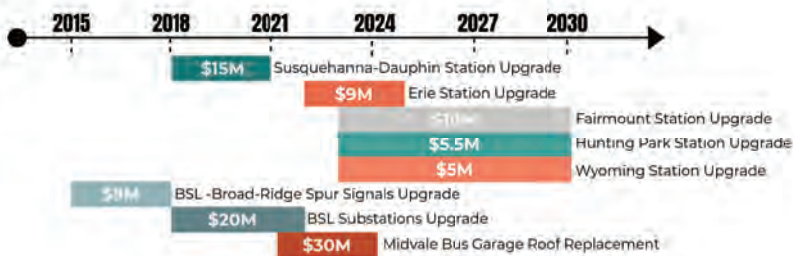 2015 2018 2021 2024 2027 2030
$15M Susquehanna-Dauphin Station Upgrade
$9M Erie Station Upgrade
Fairmount Station Upgrade
$5.5M Hunting Park Station Upgrade
$5M Wyoming Station Upgrade
BSL -Broad-Ridge Spur Signals Upgrade
$20M BSL Substations Upgrade
$30M Midvale Bus Garage Roof Replacement